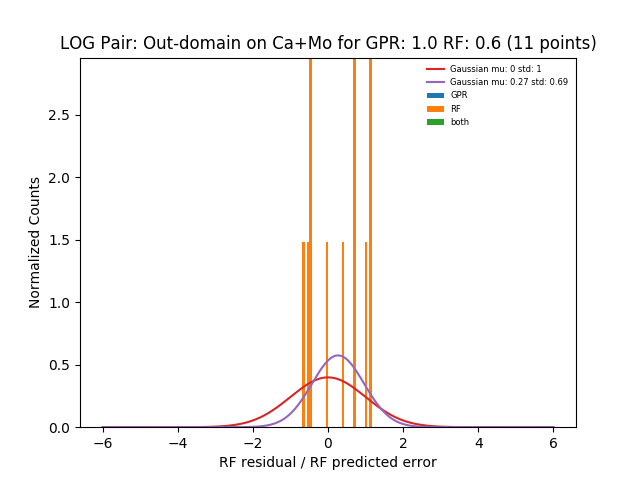 LOG Pair: Out-domain on Ca+Mo for GPR: 1.0 RF: 0.6 (11 points)
Gaussian mu: 0 std: 1
Gaussian mu: 0.27 std: 0.69
GPR
RF
both
Normalized Counts
2.5
2.0
1.5
1.0
0.5
0.0
−6 −4 −2 0 2 4 6
RF residual / RF predicted error